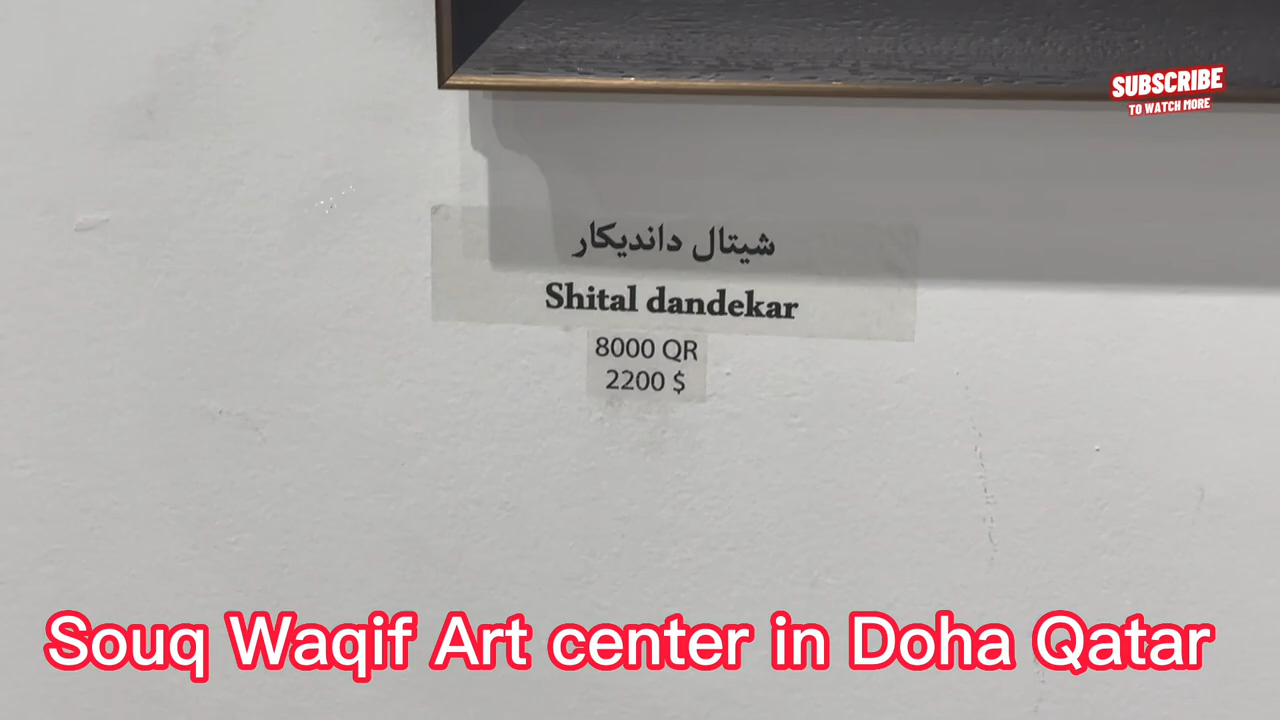 SUBSCRIBE
TO WATCH MORE
شيتال دانديكار
Shital dandekar
8000 QR
2200 $
Souq Waqif Art center in Doha Qatar